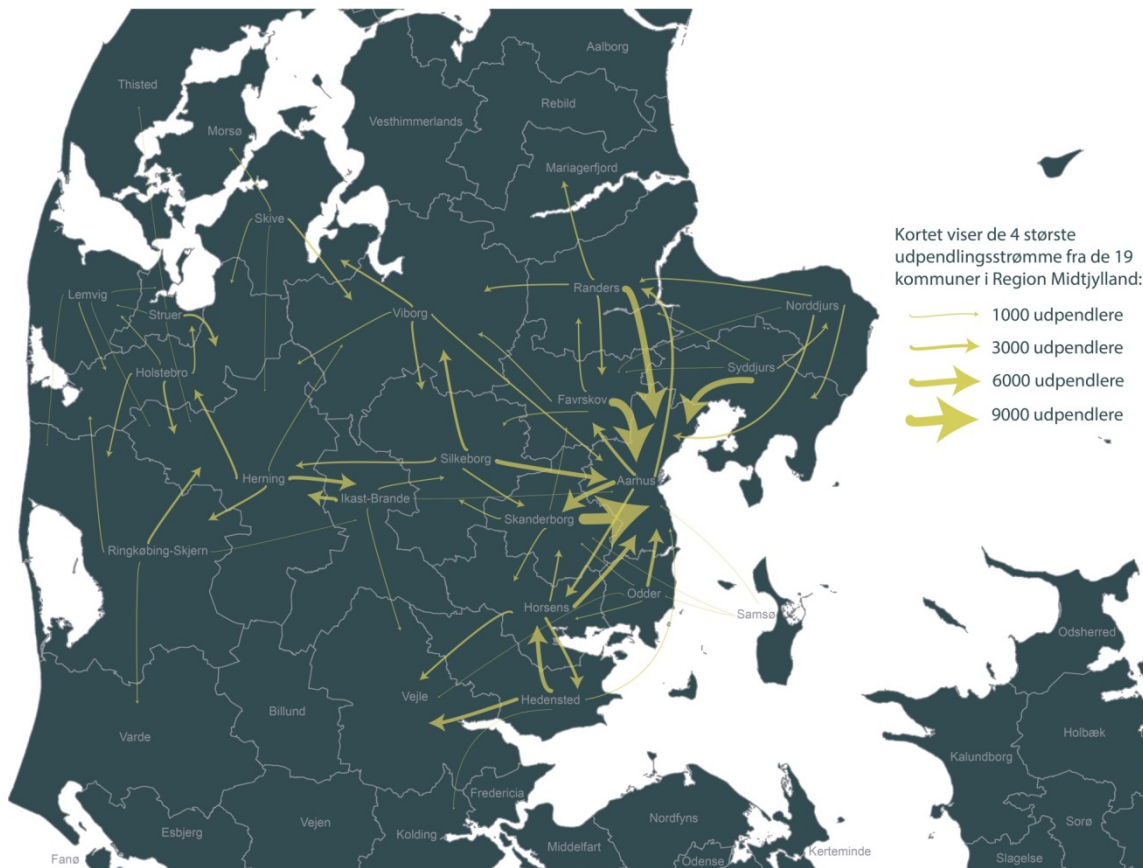 Aalborg
Thisted
Rebild
Vesthimmerlands
Morsø
Mariagerfjord
Skive
Kortet viser de 4 største
udpendlingsstrømme fra de 19
kommuner i Region Midtjylland:
1000 udpendlere
3000 udpendlere
6000 udpendlere
9000 udpendlere
Randers
Lemvig
Norddjurs
Struer
Viborg
Syddjurs
Holstebro
Favrskov
Silkeborg
Herning
Aarhus
Ikast-Brande
Skanderborg
Ringkøbing-Skjern
Odder
Horsens
Samsø
Odsherred
Vejle
Hedensted
Billund
Varde
Holbæk
Kalundborg
Fredericia
Nordfyns
Vejen
Esbjerg
Kolding
Sorø
Middelfart
Kerteminde
Fanø
Odense
Slagelse